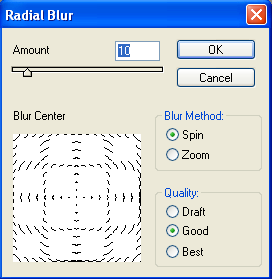 Radial Blur
Amount 10 OK
Cancel
Blur Center
Blur Method:
Spin
Zoom
Quality:
Draft
Good
Best